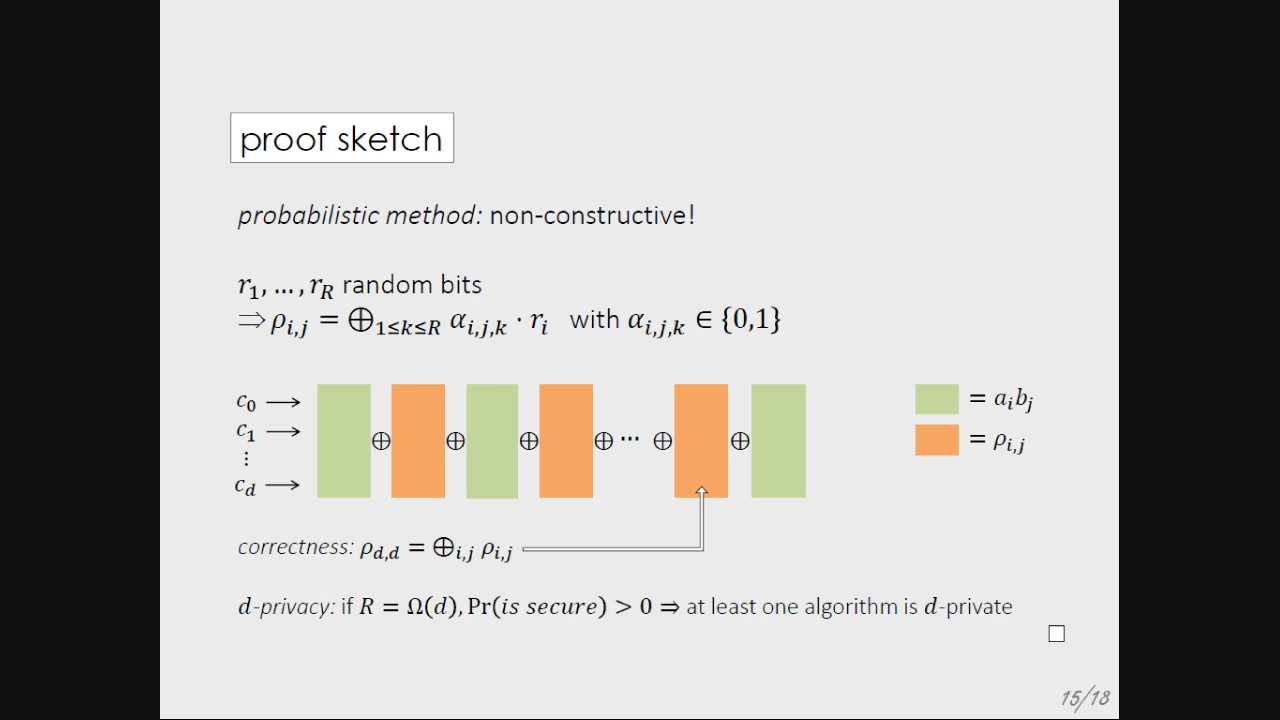 proof sketch
probabilistic method: non-constructive!
r₁, … , r_R random bits
⇒ ρ_{i,j} = ⊕_{1≤k≤R} α_{i,j,k} · r_i with α_{i,j,k} ∈ {0,1}
c₀ →
c₁ →
⋮
c_d →
⊕ ⊕ ⊕ ⊕ ⋯ ⊕ ⊕
= a_i b_j
= ρ_{i,j}
correctness: ρ_{d,d} = ⊕_{i,j} ρ_{i,j}
d-privacy: if R = Ω(d), Pr(is secure) > 0 ⇒ at least one algorithm is d-private
□
15/18